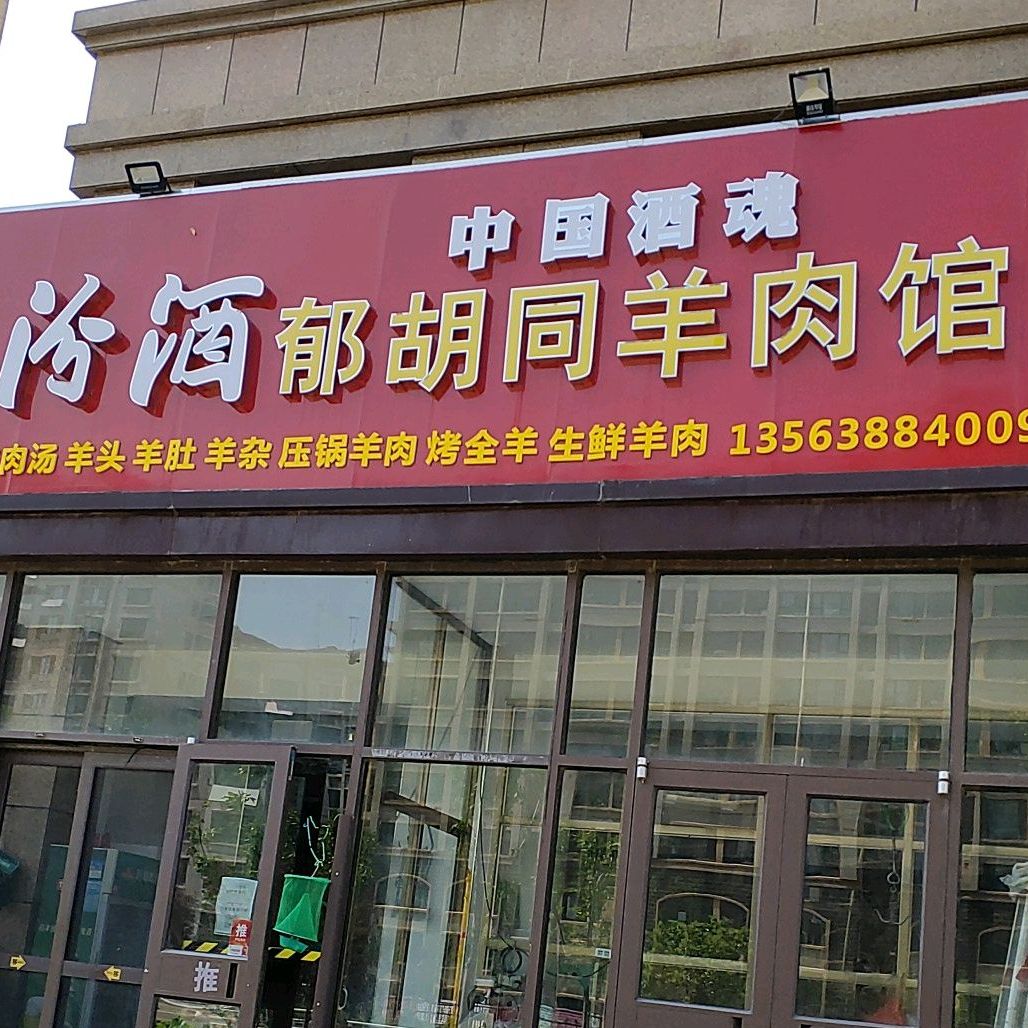 中国酒魂
汾酒 郁胡同羊肉馆
肉汤 羊头 羊肚 羊杂 压锅羊肉 烤全羊 生鲜羊肉 13563884009
推
推